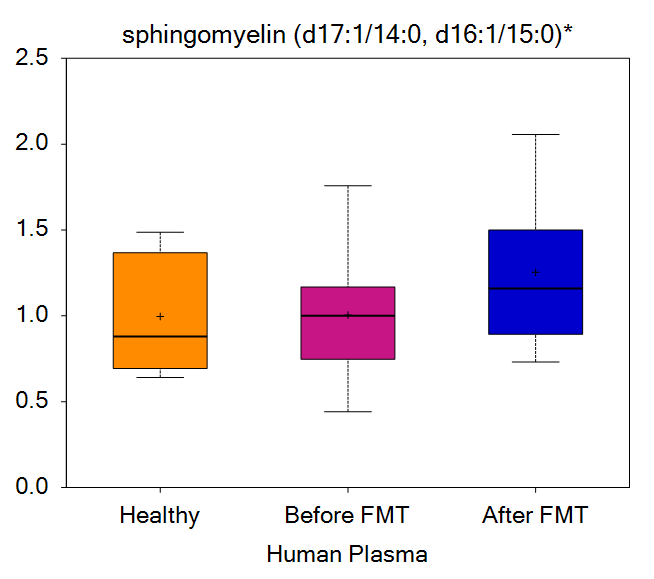 sphingomyelin (d17:1/14:0, d16:1/15:0)*
2.5
2.0
1.5
1.0
0.5
0.0
Healthy Before FMT After FMT
Human Plasma